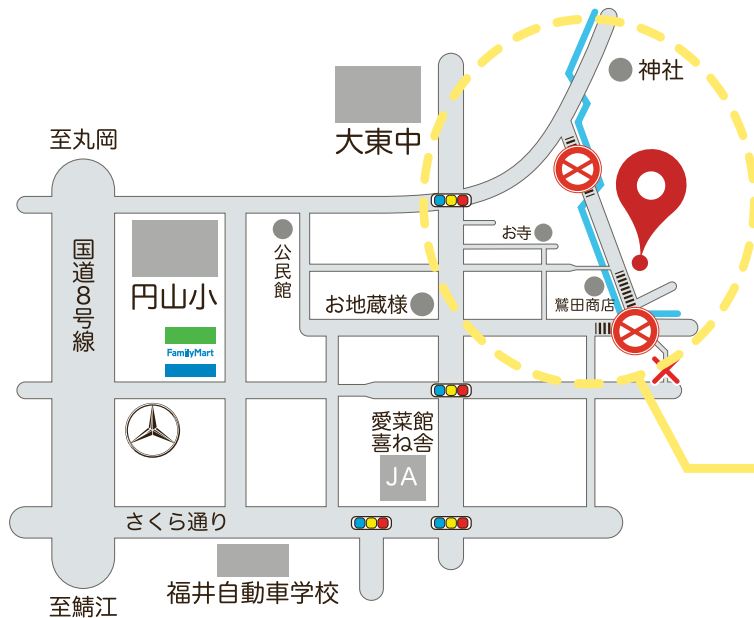 神社
大東中
至丸岡
お寺
公民館
国道8号線
円山小
お地蔵様
鷲田商店
FamilyMart
愛菜館
喜ね舎
JA
さくら通り
福井自動車学校
至鯖江